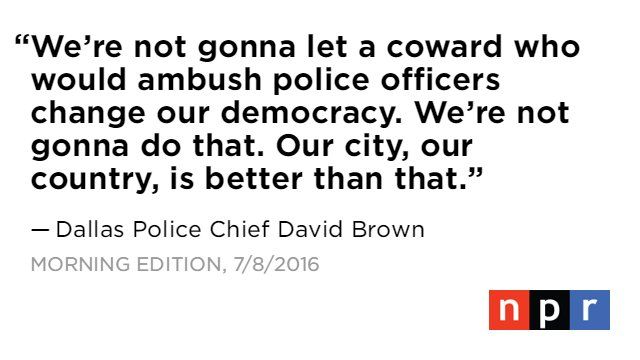 “We’re not gonna let a coward who
would ambush police officers
change our democracy. We’re not
gonna do that. Our city, our
country, is better than that.”
— Dallas Police Chief David Brown
MORNING EDITION, 7/8/2016
npr